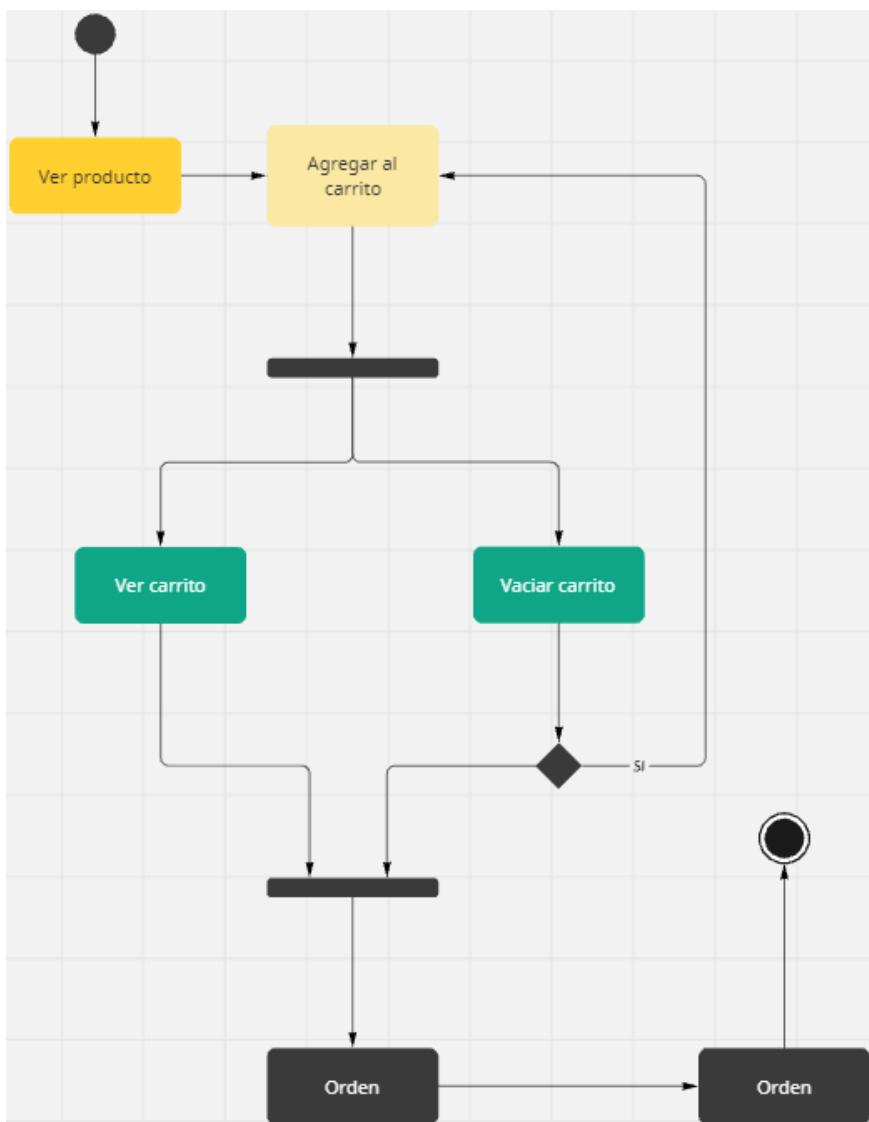 Ver producto
Agregar al
carrito
Ver carrito
Vaciar carrito
SI
Orden
Orden